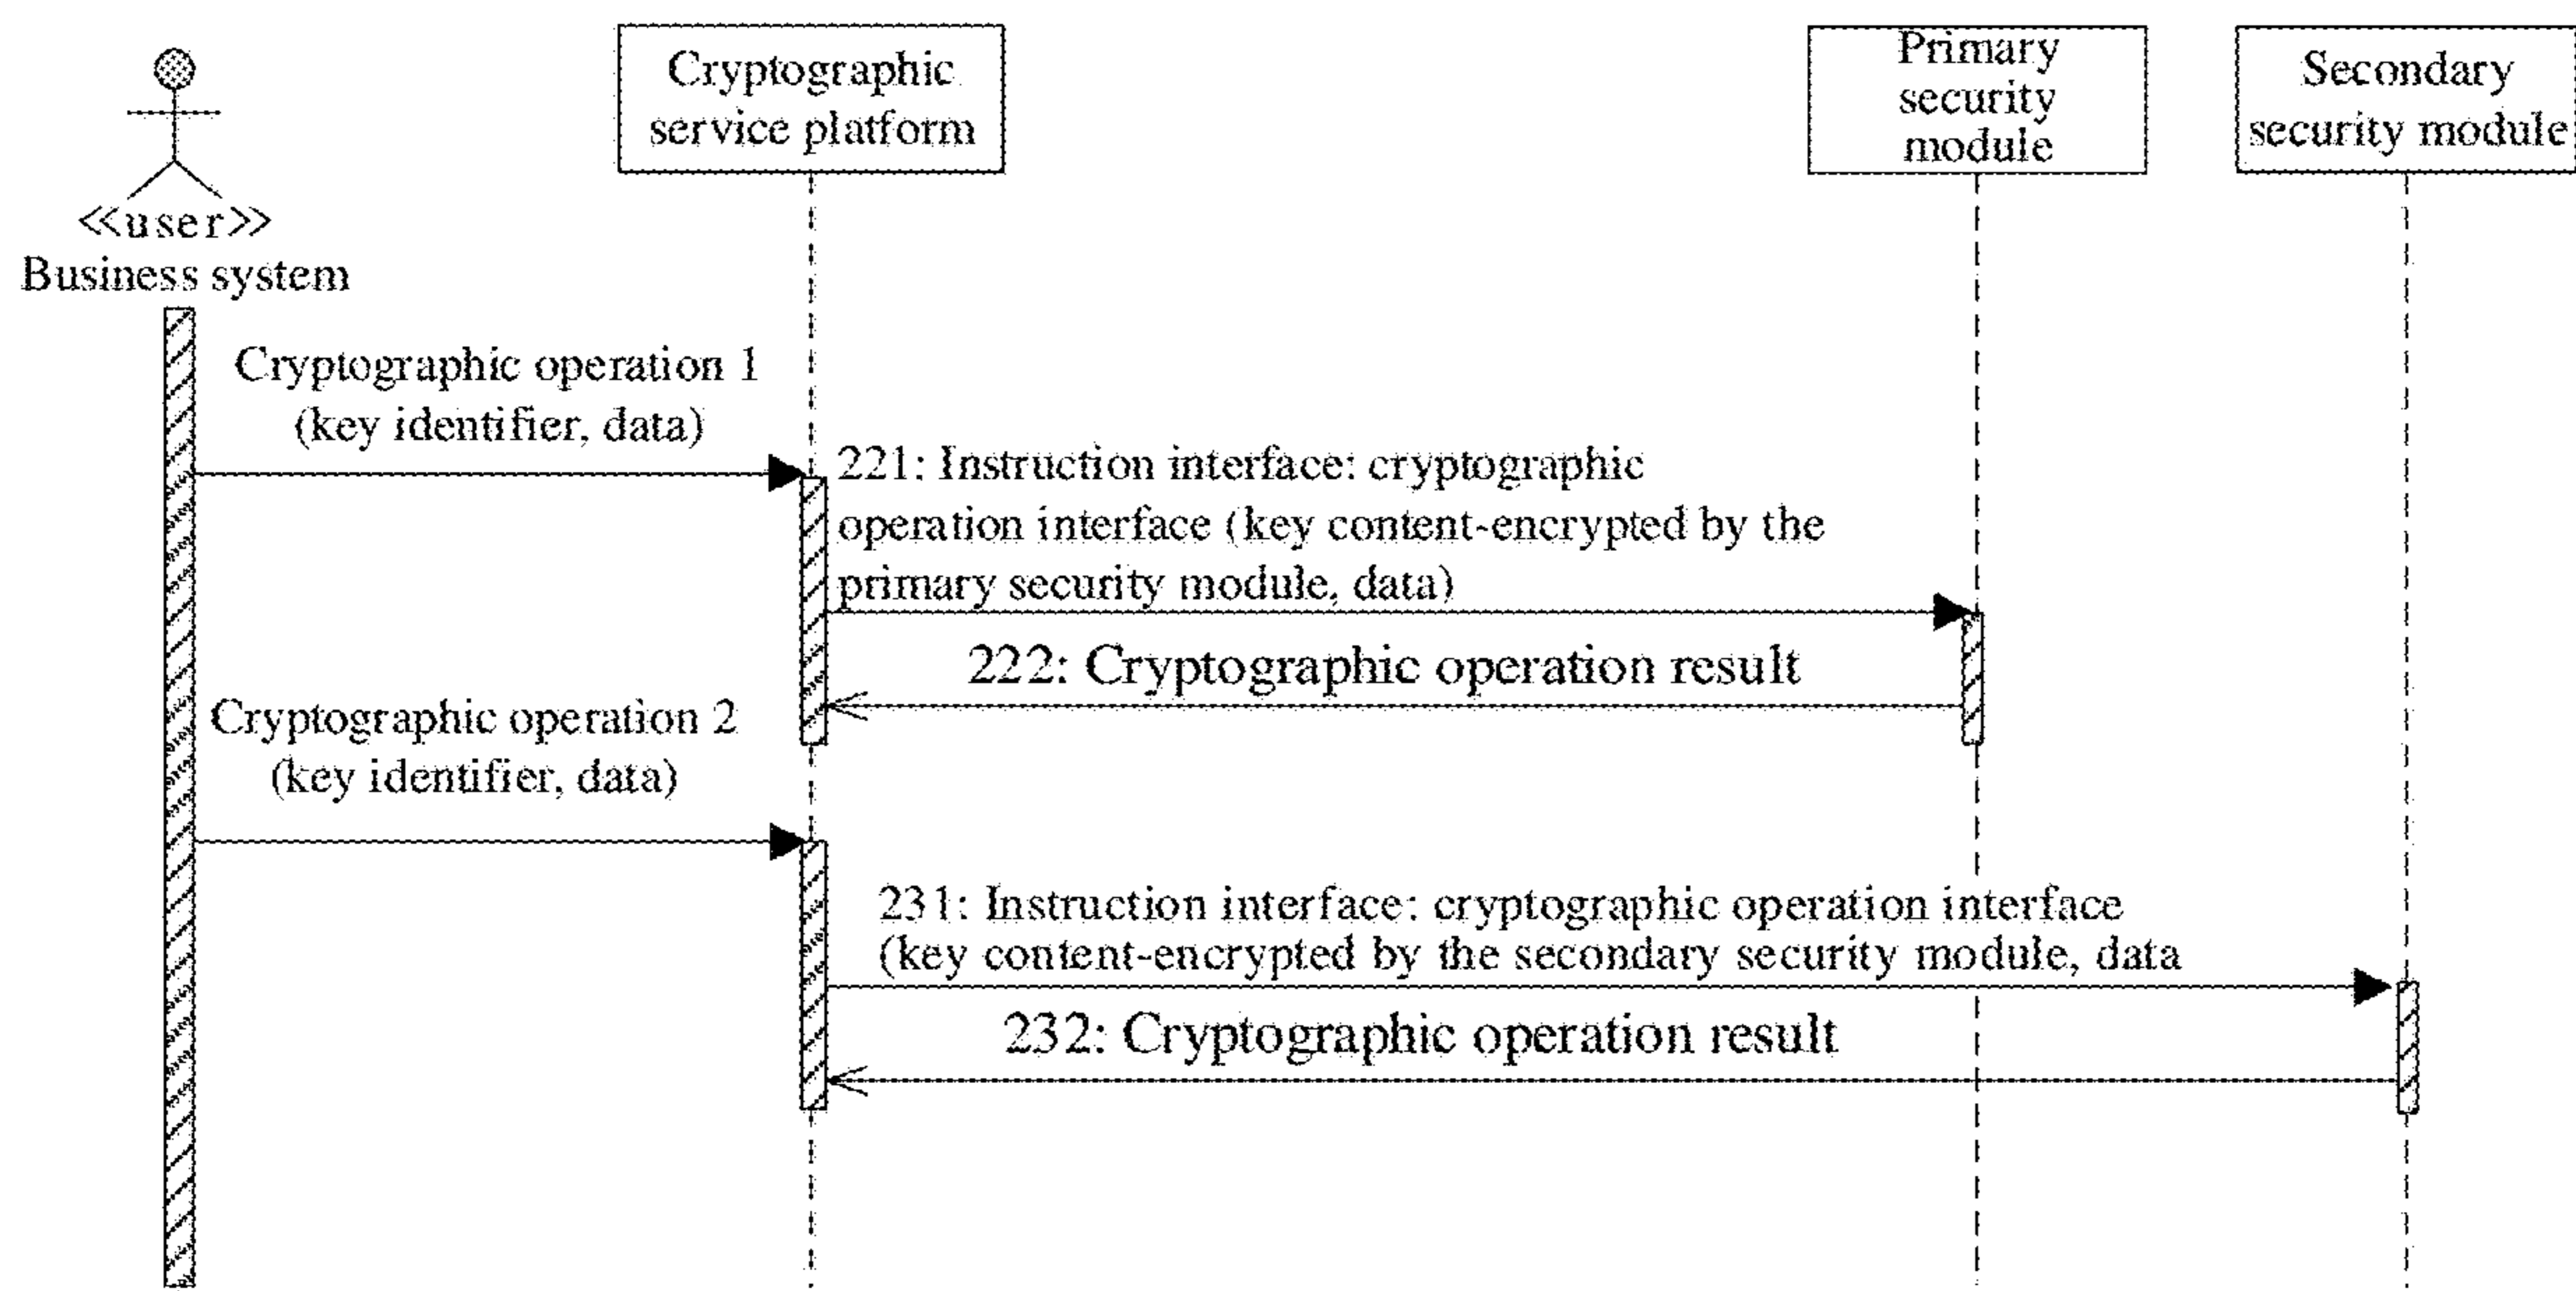 Cryptographic
service platform
Primary
security
module
Secondary
security module
≪user≫
Business system
Cryptographic operation 1
(key identifier, data)
221: Instruction interface: cryptographic
operation interface (key content-encrypted by the
primary security module, data)
222: Cryptographic operation result
Cryptographic operation 2
(key identifier, data)
231: Instruction interface: cryptographic operation interface
(key content-encrypted by the secondary security module, data
232: Cryptographic operation result